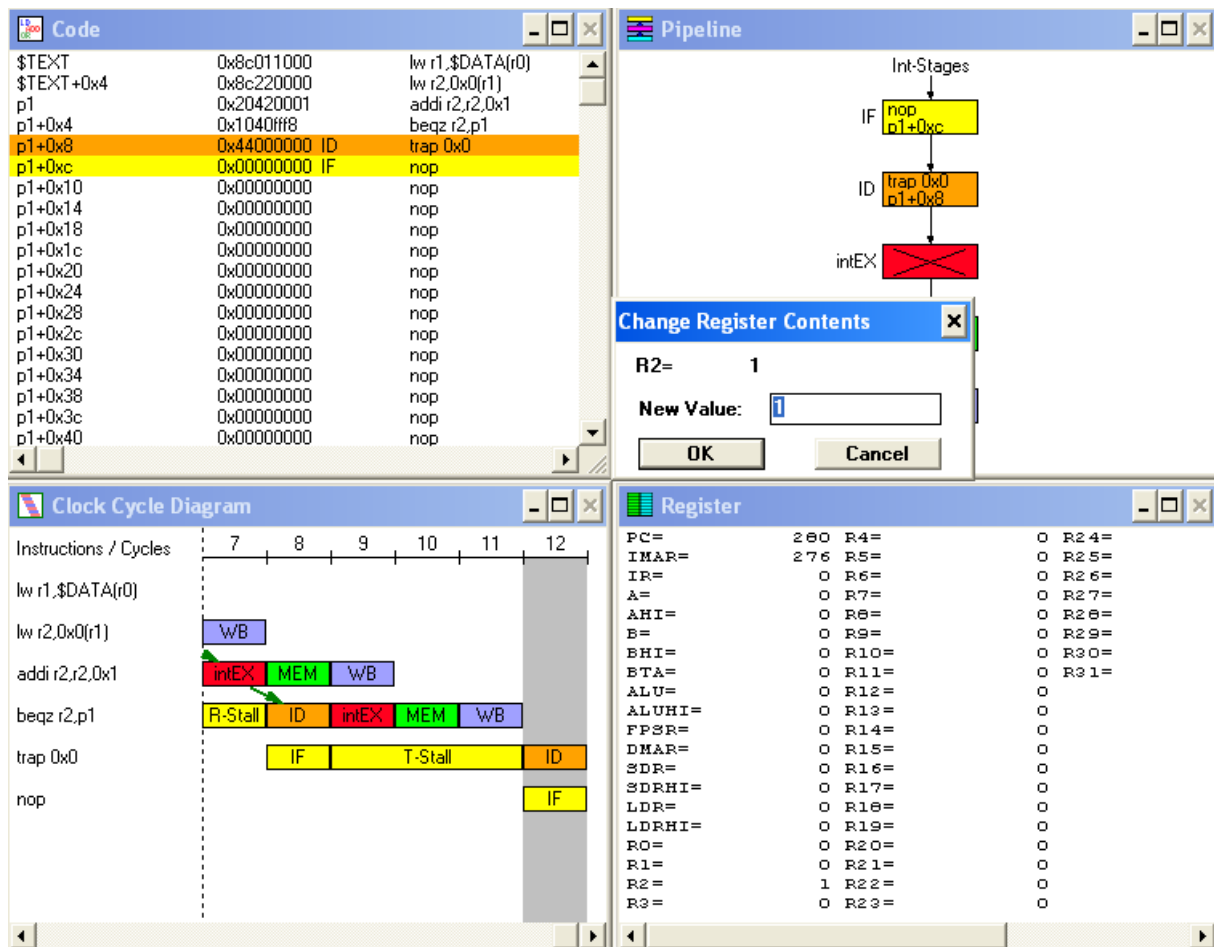 Code
$TEXT 0x8c011000 lw r1,$DATA(r0)
$TEXT+0x4 0x8c220000 lw r2,0x0(r1)
p1 0x20420001 addi r2,r2,0x1
p1+0x4 0x1040fff8 beqz r2,p1
p1+0x8 0x44000000 ID trap 0x0
p1+0xc 0x00000000 IF nop
p1+0x10 0x00000000 nop
p1+0x14 0x00000000 nop
p1+0x18 0x00000000 nop
p1+0x1c 0x00000000 nop
p1+0x20 0x00000000 nop
p1+0x24 0x00000000 nop
p1+0x28 0x00000000 nop
p1+0x2c 0x00000000 nop
p1+0x30 0x00000000 nop
p1+0x34 0x00000000 nop
p1+0x38 0x00000000 nop
p1+0x3c 0x00000000 nop
p1+0x40 0x00000000 nop
Pipeline
Int-Stages
IF nop
p1+0xc
ID trap 0x0
p1+0x8
intEX
Change Register Contents
R2= 1
New Value: 1
OK Cancel
Clock Cycle Diagram
Instructions / Cycles 7 8 9 10 11 12
lw r1,$DATA(r0)
lw r2,0x0(r1) WB
addi r2,r2,0x1 intEX MEM WB
beqz r2,p1 R-Stall ID intEX MEM WB
trap 0x0 IF T-Stall ID
nop IF
Register
PC= 280 R4= 0 R24=
IMAR= 276 R5= 0 R25=
IR= 0 R6= 0 R26=
A= 0 R7= 0 R27=
AHI= 0 R8= 0 R28=
B= 0 R9= 0 R29=
BHI= 0 R10= 0 R30=
BTA= 0 R11= 0 R31=
ALU= 0 R12= 0
ALUHI= 0 R13= 0
FPSR= 0 R14= 0
DMAR= 0 R15= 0
SDR= 0 R16= 0
SDRHI= 0 R17= 0
LDR= 0 R18= 0
LDRHI= 0 R19= 0
R0= 0 R20= 0
R1= 0 R21= 0
R2= 1 R22= 0
R3= 0 R23= 0